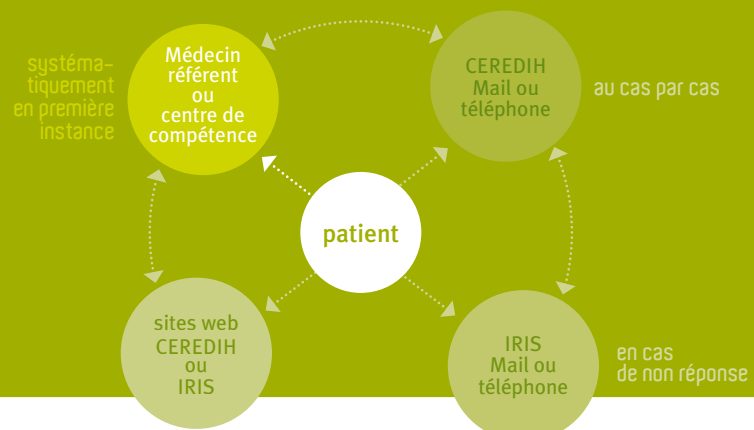 systéma-
tiquement
en première
instance
Médecin
référent
ou
centre de
compétence
CEREDIH
Mail ou
téléphone
au cas par cas
patient
sites web
CEREDIH
ou
IRIS
IRIS
Mail ou
téléphone
en cas
de non réponse